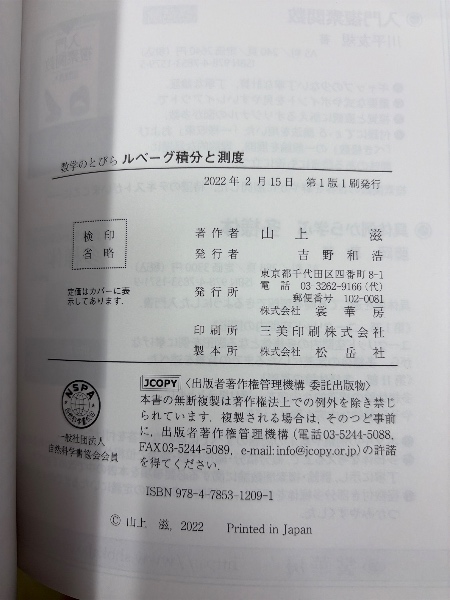 数学のとびら ルベーグ積分と測度
2022年 2月15日 第1版1刷発行
検印
省略
定価はカバーに表
示してあります.
著作者 山上 滋
発行者 吉野和浩
発行所
東京都千代田区四番町8-1
電話 03 3262-9166(代)
郵便番号 102-0081
株式会社 裳華房
印刷所 三美印刷株式会社
製本所 株式会社 松岳社
NSPA
一般社団法人
自然科学書協会会員
JCOPY 〈出版者著作権管理機構 委託出版物〉
本書の無断複製は著作権法上での例外を除き禁じ
られています. 複製される場合は, そのつど事前
に, 出版者著作権管理機構(電話03-5244-5088,
FAX03-5244-5089, e-mail:info@jcopy.or.jp)の許諾
を得てください.
ISBN 978-4-7853-1209-1
© 山上 滋, 2022 Printed in Japan